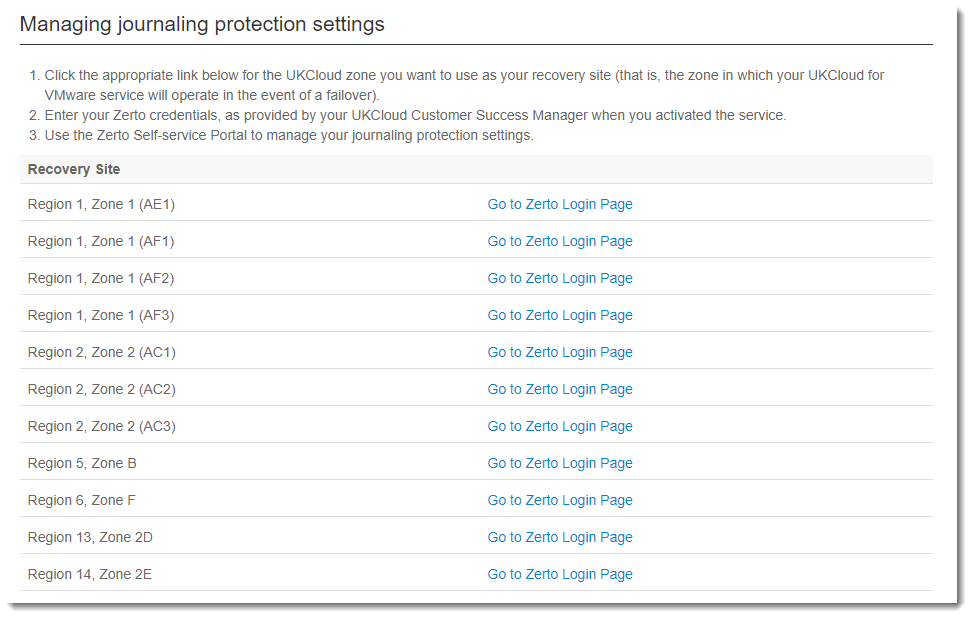 Managing journaling protection settings
1. Click the appropriate link below for the UKCloud zone you want to use as your recovery site (that is, the zone in which your UKCloud for
VMware service will operate in the event of a failover).
2. Enter your Zerto credentials, as provided by your UKCloud Customer Success Manager when you activated the service.
3. Use the Zerto Self-service Portal to manage your journaling protection settings.
Recovery Site
Region 1, Zone 1 (AE1) Go to Zerto Login Page
Region 1, Zone 1 (AF1) Go to Zerto Login Page
Region 1, Zone 1 (AF2) Go to Zerto Login Page
Region 1, Zone 1 (AF3) Go to Zerto Login Page
Region 2, Zone 2 (AC1) Go to Zerto Login Page
Region 2, Zone 2 (AC2) Go to Zerto Login Page
Region 2, Zone 2 (AC3) Go to Zerto Login Page
Region 5, Zone B Go to Zerto Login Page
Region 6, Zone F Go to Zerto Login Page
Region 13, Zone 2D Go to Zerto Login Page
Region 14, Zone 2E Go to Zerto Login Page